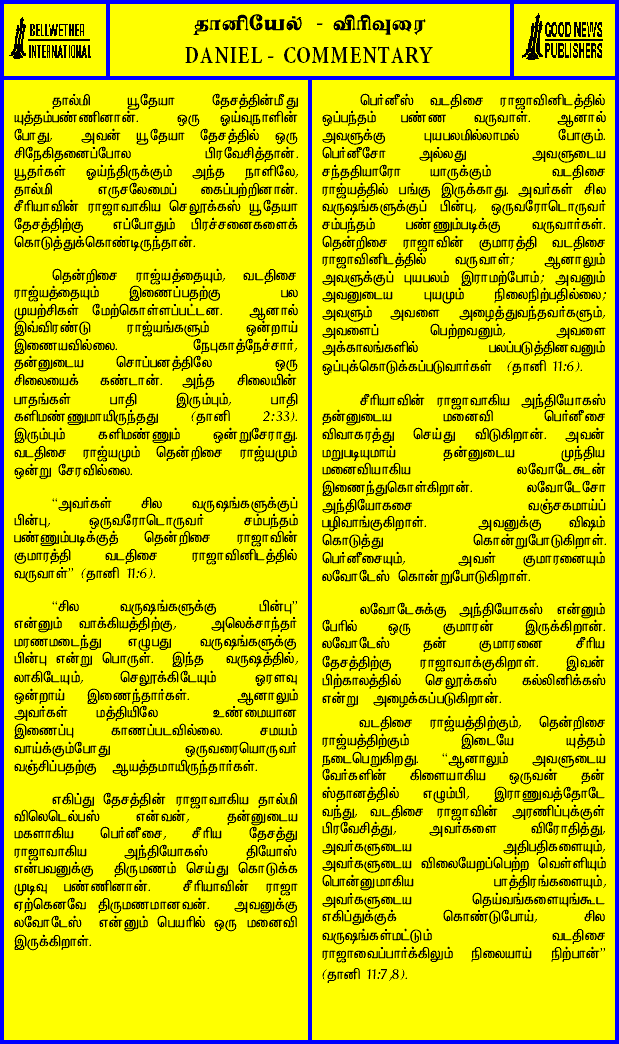 BELLWETHER
INTERNATIONAL
தானியேல் - விரிவுரை
DANIEL - COMMENTARY
GOOD NEWS
PUBLISHERS
தால்மி யூதேயா தேசத்தின்மீது
யுத்தம்பண்ணினான். ஒரு ஓய்வுநாளின்
போது, அவன் யூதேயா தேசத்தில் ஒரு
சிநேகிதனைப்போல பிரவேசித்தான்.
யூதர்கள் ஓய்ந்திருக்கும் அந்த நாளிலே,
தால்மி எருசலேமைப் கைப்பற்றினான்.
சீரியாவின் ராஜாவாகிய செலூக்கஸ் யூதேயா
தேசத்திற்கு எப்போதும் பிரச்சனைகளைக்
கொடுத்துக்கொண்டிருந்தான்.
தென்றிசை ராஜ்யத்தையும், வடதிசை
ராஜ்யத்தையும் இணைப்பதற்கு பல
முயற்சிகள் மேற்கொள்ளப்பட்டன. ஆனால்
இவ்விரண்டு ராஜ்யங்களும் ஒன்றாய்
இணையவில்லை. நேபுகாத்நேச்சார்,
தன்னுடைய சொப்பனத்திலே ஒரு
சிலையைக் கண்டான். அந்த சிலையின்
பாதங்கள் பாதி இரும்பும், பாதி
களிமண்ணுமாயிருந்தது (தானி 2:33).
இரும்பும் களிமண்ணும் ஒன்றுசேராது.
வடதிசை ராஜ்யமும் தென்றிசை ராஜ்யமும்
ஒன்று சேரவில்லை.
“அவர்கள் சில வருஷங்களுக்குப்
பின்பு, ஒருவரோடொருவர் சம்பந்தம்
பண்ணும்படிக்குத் தென்றிசை ராஜாவின்
குமாரத்தி வடதிசை ராஜாவினிடத்தில்
வருவாள்” (தானி 11:6).
“சில வருஷங்களுக்கு பின்பு”
என்னும் வாக்கியத்திற்கு, அலெக்சாந்தர்
மரணமடைந்து எழுபது வருஷங்களுக்கு
பின்பு என்று பொருள். இந்த வருஷத்தில்,
லாகிடேயும், செலூக்கிடேயும் ஓரளவு
ஒன்றாய் இணைந்தார்கள். ஆனாலும்
அவர்கள் மத்தியிலே உண்மையான
இணைப்பு காணப்படவில்லை. சமயம்
வாய்க்கும்போது ஒருவரையொருவர்
வஞ்சிப்பதற்கு ஆயத்தமாயிருந்தார்கள்.
எகிப்து தேசத்தின் ராஜாவாகிய தால்மி
விலெடெல்பஸ் என்வன், தன்னுடைய
மகளாகிய பெர்னீசை, சீரிய தேசத்து
ராஜாவாகிய அந்தியோகஸ் தியோஸ்
என்பவனுக்கு திருமணம் செய்து கொடுக்க
முடிவு பண்ணினான். சீரியாவின் ராஜா
ஏற்கெனவே திருமணமானவன். அவனுக்கு
லவோடேஸ் என்னும் பெயரில் ஒரு மனைவி
இருக்கிறாள்.
பெர்னீஸ் வடதிசை ராஜாவினிடத்தில்
ஒப்பந்தம் பண்ண வருவாள். ஆனால்
அவளுக்கு புயபலமில்லாமல் போகும்.
பெர்னீசோ அல்லது அவளுடைய
சந்ததியாரோ யாருக்கும் வடதிசை
ராஜ்யத்தில் பங்கு இருக்காது. அவர்கள் சில
வருஷங்களுக்குப் பின்பு, ஒருவரோடொருவர்
சம்பந்தம் பண்ணும்படிக்கு வருவார்கள்.
தென்றிசை ராஜாவின் குமாரத்தி வடதிசை
ராஜாவினிடத்தில் வருவாள்; ஆனாலும்
அவளுக்குப் புயபலம் இராமற்போம்; அவனும்
அவனுடைய புயமும் நிலைநிற்பதில்லை;
அவளும் அவளை அழைத்துவந்தவர்களும்,
அவளைப் பெற்றவனும், அவளை
அக்காலங்களில் பலப்படுத்தினவனும்
ஒப்புக்கொடுக்கப்படுவார்கள் (தானி 11:6).
சீரியாவின் ராஜாவாகிய அந்தியோகஸ்
தன்னுடைய மனைவி பெர்னீசை
விவாகரத்து செய்து விடுகிறான். அவன்
மறுபடியுமாய் தன்னுடைய முந்திய
மனைவியாகிய லவோடேசுடன்
இணைந்துகொள்கிறான். லவோடேசோ
அந்தியோகசை வஞ்சகமாய்ப்
பழிவாங்குகிறாள். அவனுக்கு விஷம்
கொடுத்து கொன்றுபோடுகிறாள்.
பெர்னீசையும், அவள் குமாரனையும்
லவோடேஸ் கொன்றுபோடுகிறாள்.
லவோடேசுக்கு அந்தியோகஸ் என்னும்
பேரில் ஒரு குமாரன் இருக்கிறான்.
லவோடேஸ் தன் குமாரனை சீரிய
தேசத்திற்கு ராஜாவாக்குகிறாள். இவன்
பிற்காலத்தில் செலூக்கஸ் கல்லினிக்கஸ்
என்று அழைக்கப்படுகிறான்.
வடதிசை ராஜ்யத்திற்கும், தென்றிசை
ராஜ்யத்திற்கும் இடையே யுத்தம்
நடைபெறுகிறது. “ஆனாலும் அவளுடைய
வேர்களின் கிளையாகிய ஒருவன் தன்
ஸ்தானத்தில் எழும்பி, இராணுவத்தோடே
வந்து, வடதிசை ராஜாவின் அரணிப்புக்குள்
பிரவேசித்து, அவர்களை விரோதித்து,
அவர்களுடைய அதிபதிகளையும்,
அவர்களுடைய விலையேறப்பெற்ற வெள்ளியும்
பொன்னுமாகிய பாத்திரங்களையும்,
அவர்களுடைய தெய்வங்களையுங்கூட
எகிப்துக்குக் கொண்டுபோய், சில
வருஷங்கள்மட்டும் வடதிசை
ராஜாவைப்பார்க்கிலும் நிலையாய் நிற்பான்”
(தானி 11:7,8).